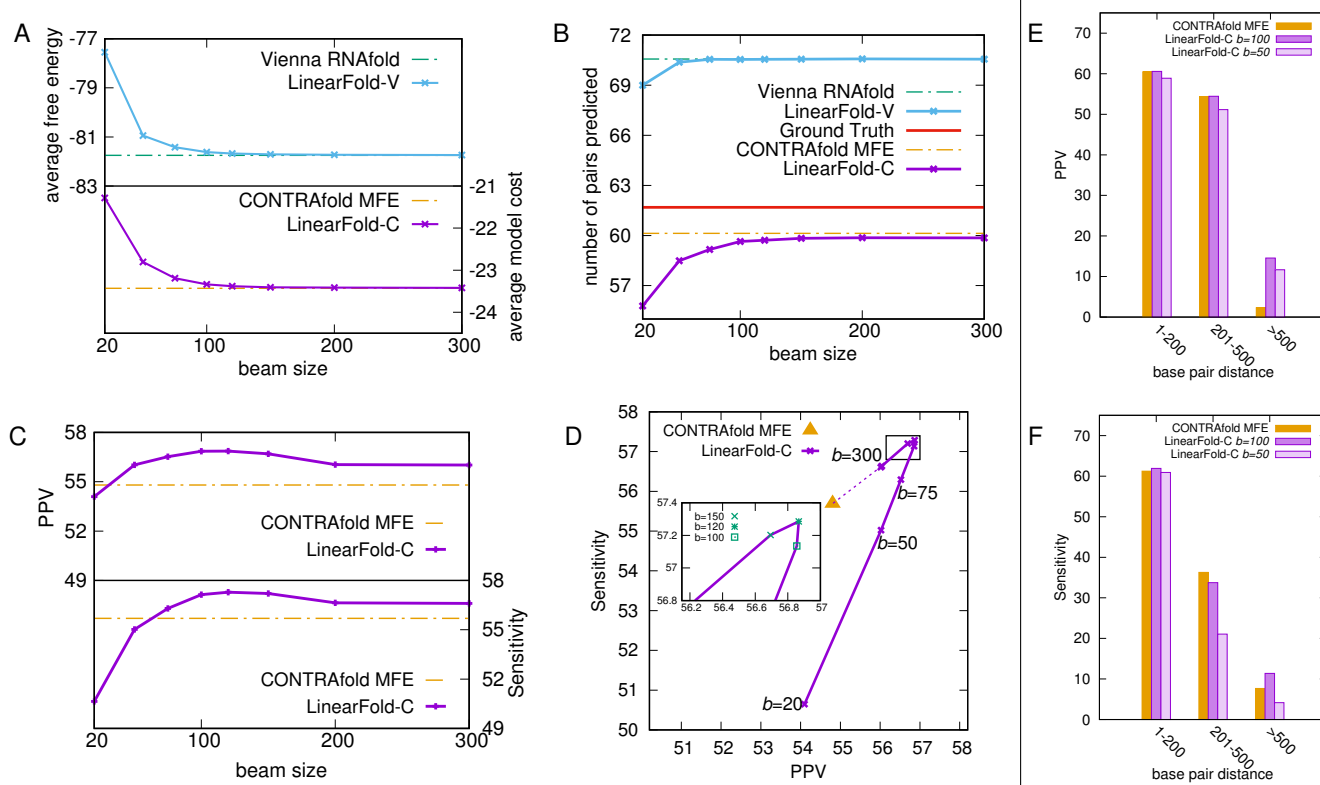 A
average free energy
-77
-79
-81
-83
Vienna RNAfold
LinearFold-V
CONTRAfold MFE
LinearFold-C
-21
-22
-23
-24
average model cost
20
100
200
300
beam size
B
number of pairs predicted
72
69
66
63
60
57
Vienna RNAfold
LinearFold-V
Ground Truth
CONTRAfold MFE
LinearFold-C
20
100
200
300
beam size
C
PPV
58
55
52
49
CONTRAfold MFE
LinearFold-C
58
55
52
49
Sensitivity
CONTRAfold MFE
LinearFold-C
20
100
200
300
beam size
D
Sensitivity
58
57
56
55
54
53
52
51
50
CONTRAfold MFE
LinearFold-C
b=300
b=75
b=50
b=20
57.4
57.2
57
56.8
b=150
b=120
b=100
56.2
56.4
56.6
56.8
57
51
52
53
54
55
56
57
58
PPV
E
PPV
70
60
50
40
30
20
10
0
CONTRAfold MFE
LinearFold-C b=100
LinearFold-C b=50
1-200
201-500
>500
base pair distance
F
Sensitivity
70
60
50
40
30
20
10
0
CONTRAfold MFE
LinearFold-C b=100
LinearFold-C b=50
1-200
201-500
>500
base pair distance